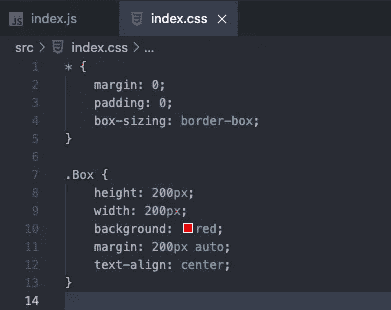 JS index.js index.css ×
src > index.css > ...
1 * {
2 margin: 0;
3 padding: 0;
4 box-sizing: border-box;
5 }
6
7 .Box {
8 height: 200px;
9 width: 200px;
10 background: red;
11 margin: 200px auto;
12 text-align: center;
13 }
14